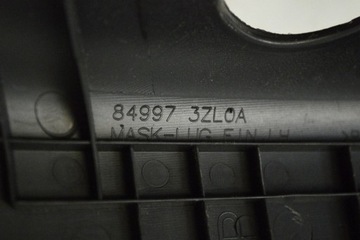 84997 3ZL0A
MASK-LUG FIN LH
R